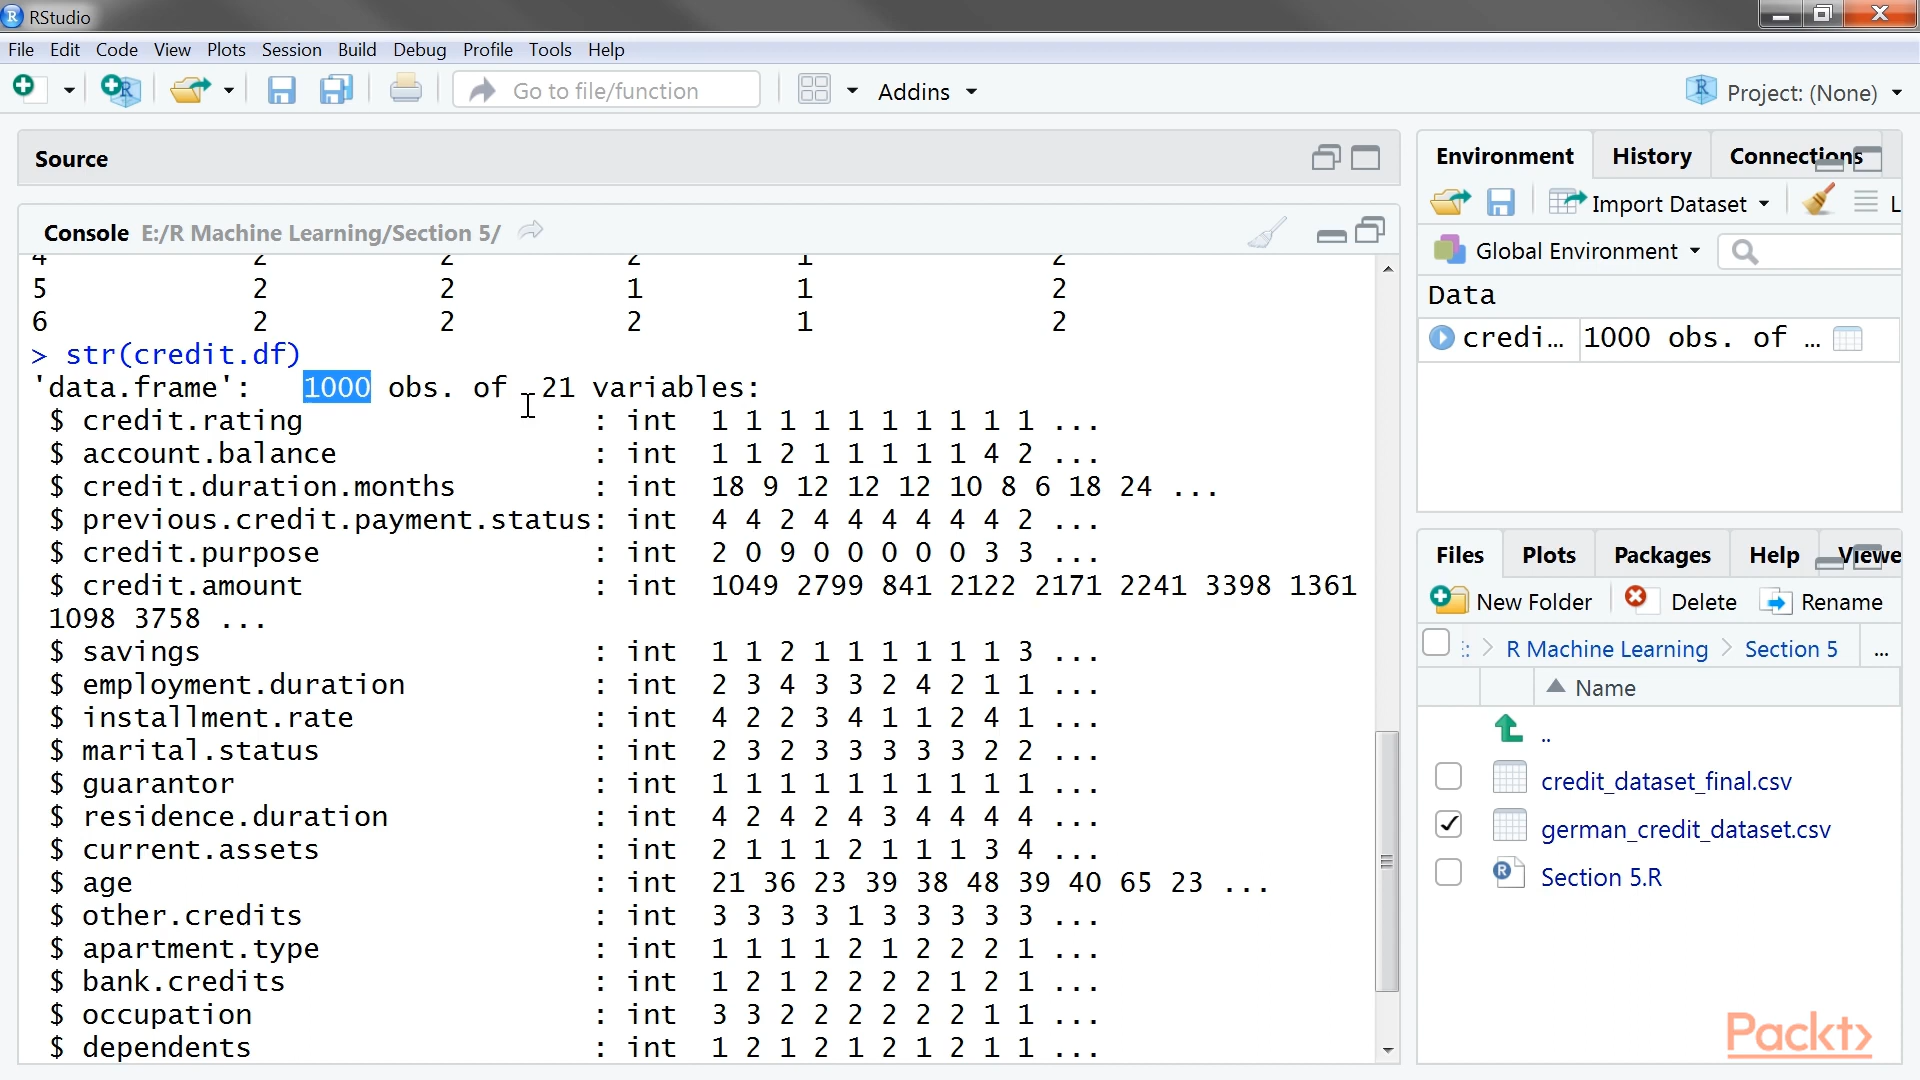 RStudio
File Edit Code View Plots Session Build Debug Profile Tools Help
Go to file/function Addins Project: (None)
Source
Console E:/R Machine Learning/Section 5/
4 2 2 2 1 2
5 2 2 1 1 2
6 2 2 2 1 2
> str(credit.df)
'data.frame': 1000 obs. of 21 variables:
$ credit.rating : int 1 1 1 1 1 1 1 1 1 1 ...
$ account.balance : int 1 1 2 1 1 1 1 1 4 2 ...
$ credit.duration.months : int 18 9 12 12 12 10 8 6 18 24 ...
$ previous.credit.payment.status: int 4 4 2 4 4 4 4 4 4 2 ...
$ credit.purpose : int 2 0 9 0 0 0 0 0 3 3 ...
$ credit.amount : int 1049 2799 841 2122 2171 2241 3398 1361
1098 3758 ...
$ savings : int 1 1 2 1 1 1 1 1 1 3 ...
$ employment.duration : int 2 3 4 3 3 2 4 2 1 1 ...
$ installment.rate : int 4 2 2 3 4 1 1 2 4 1 ...
$ marital.status : int 2 3 2 3 3 3 3 3 2 2 ...
$ guarantor : int 1 1 1 1 1 1 1 1 1 1 ...
$ residence.duration : int 4 2 4 2 4 3 4 4 4 4 ...
$ current.assets : int 2 1 1 1 2 1 1 1 3 4 ...
$ age : int 21 36 23 39 38 48 39 40 65 23 ...
$ other.credits : int 3 3 3 3 1 3 3 3 3 3 ...
$ apartment.type : int 1 1 1 1 2 1 2 2 2 1 ...
$ bank.credits : int 1 2 1 2 2 2 2 1 2 1 ...
$ occupation : int 3 3 2 2 2 2 2 2 1 1 ...
$ dependents : int 1 2 1 2 1 2 1 2 1 1 ...
Environment History Connections
Import Dataset L
Global Environment
Data
credi... 1000 obs. of ...
Files Plots Packages Help Viewe
New Folder Delete Rename
: R Machine Learning Section 5 ...
Name
..
credit_dataset_final.csv
german_credit_dataset.csv
Section 5.R
Packt>